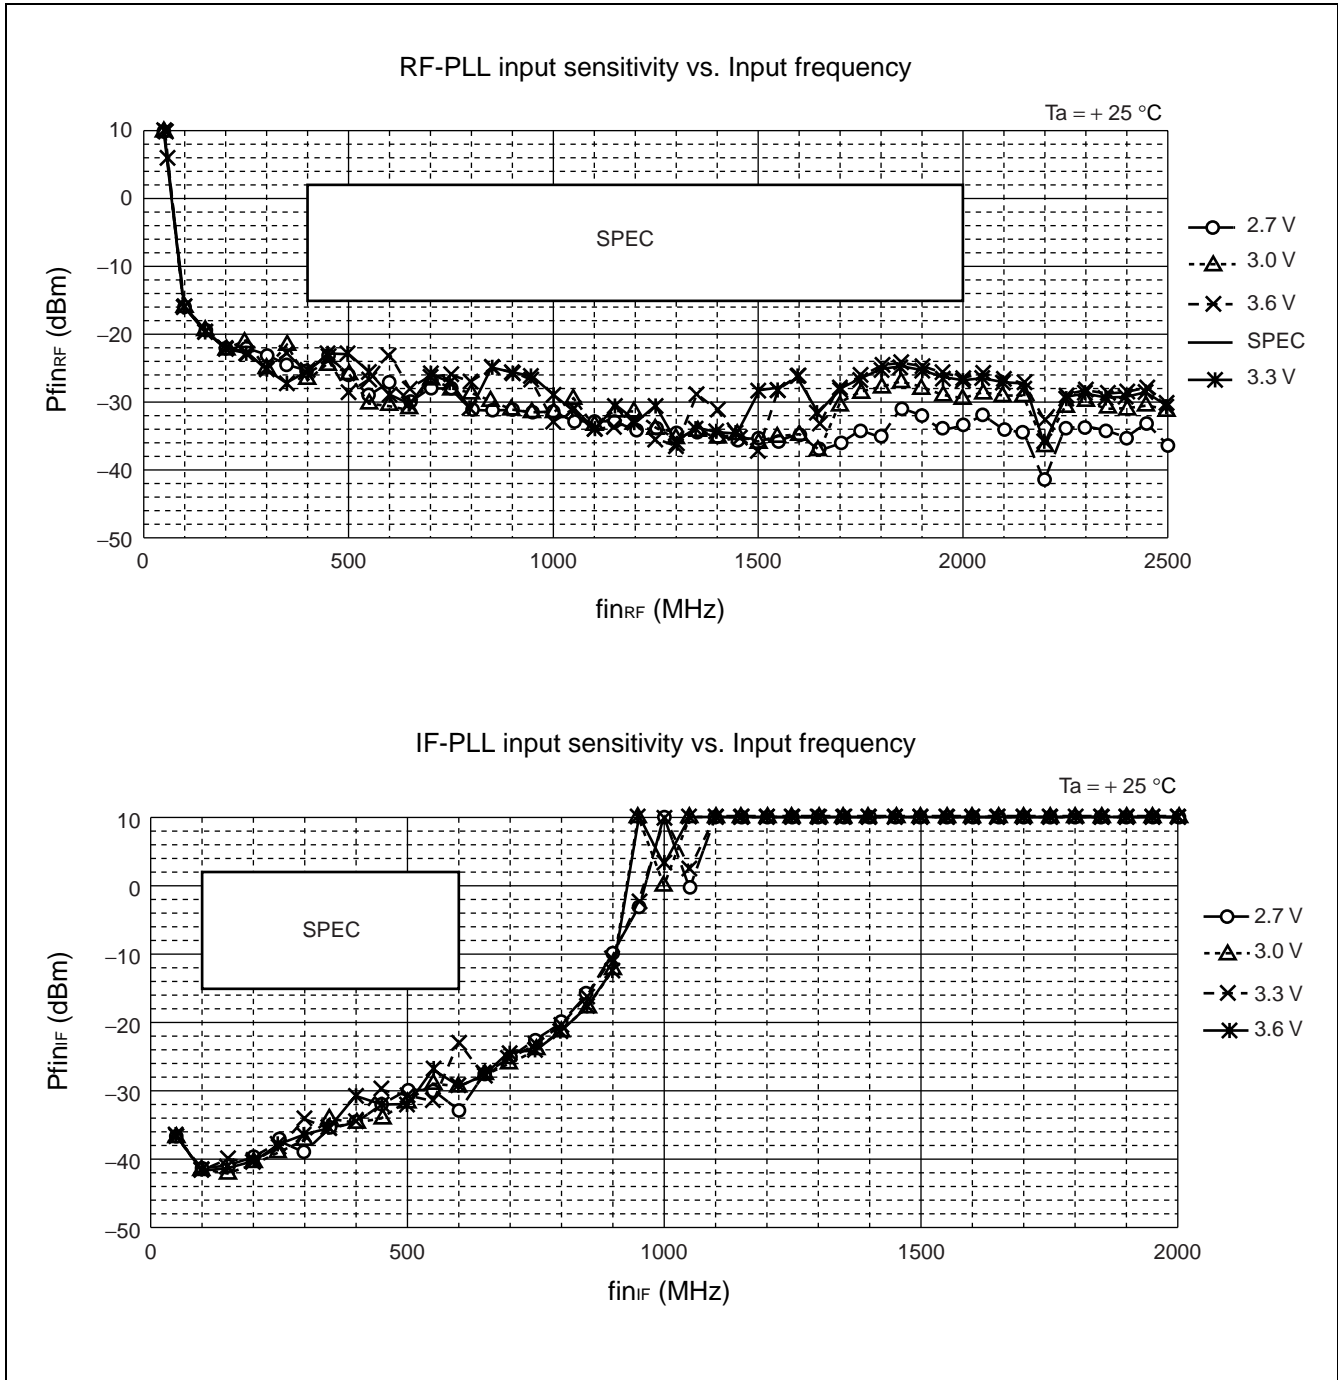 RF-PLL input sensitivity vs. Input frequency
Ta = + 25 °C
10
0
−10
−20
−30
−40
−50
PfinRF (dBm)
SPEC
2.7 V
3.0 V
3.6 V
SPEC
3.3 V
0
500
1000
1500
2000
2500
finRF (MHz)
IF-PLL input sensitivity vs. Input frequency
Ta = + 25 °C
10
0
−10
−20
−30
−40
−50
PfinIF (dBm)
SPEC
2.7 V
3.0 V
3.3 V
3.6 V
0
500
1000
1500
2000
finIF (MHz)